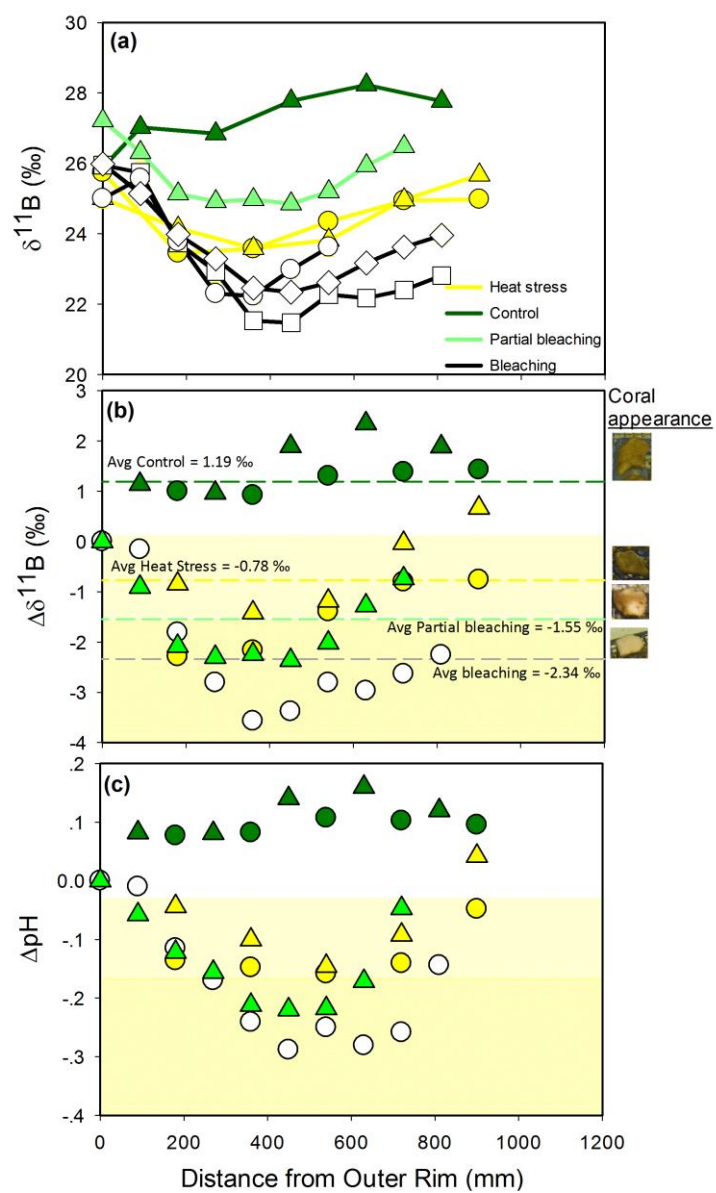 30
(a)
28
26
24
22
20
δ¹¹B (‰)
Heat stress
Control
Partial bleaching
Bleaching
3
(b)
2
1
0
-1
-2
-3
-4
Δδ¹¹B (‰)
Avg Control = 1.19 ‰
Avg Heat Stress = -0.78 ‰
Avg Partial bleaching = -1.55 ‰
Avg bleaching = -2.34 ‰
Coral
appearance
.2
(c)
.1
0.0
-.1
-.2
-.3
-.4
ΔpH
0 200 400 600 800 1000 1200
Distance from Outer Rim (mm)